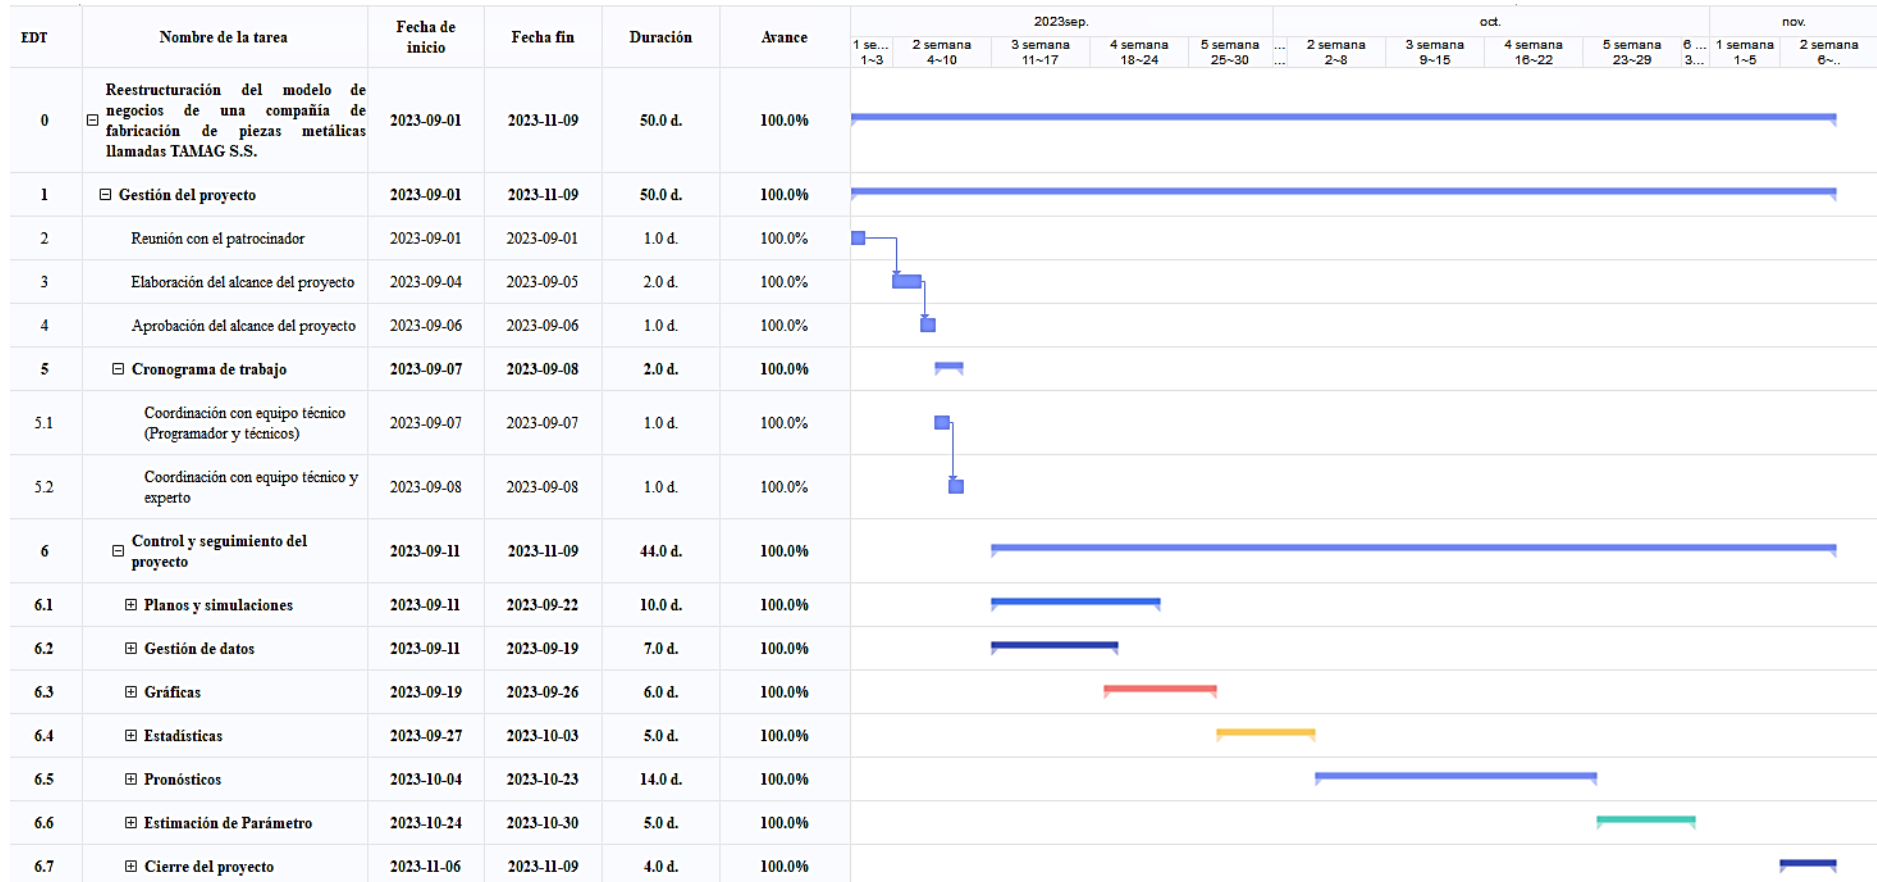 EDT Nombre de la tarea Fecha de inicio Fecha fin Duración Avance
2023sep. oct. nov.
1 se... 2 semana 3 semana 4 semana 5 semana ... 2 semana 3 semana 4 semana 5 semana 6 ... 1 semana 2 semana
1~3 4~10 11~17 18~24 25~30 ... 2~8 9~15 16~22 23~29 3... 1~5 6~..
0 Reestructuración del modelo de
negocios de una compañía de
fabricación de piezas metálicas
llamadas TAMAG S.S. 2023-09-01 2023-11-09 50.0 d. 100.0%
1 Gestión del proyecto 2023-09-01 2023-11-09 50.0 d. 100.0%
2 Reunión con el patrocinador 2023-09-01 2023-09-01 1.0 d. 100.0%
3 Elaboración del alcance del proyecto 2023-09-04 2023-09-05 2.0 d. 100.0%
4 Aprobación del alcance del proyecto 2023-09-06 2023-09-06 1.0 d. 100.0%
5 Cronograma de trabajo 2023-09-07 2023-09-08 2.0 d. 100.0%
5.1 Coordinación con equipo técnico
(Programador y técnicos) 2023-09-07 2023-09-07 1.0 d. 100.0%
5.2 Coordinación con equipo técnico y
experto 2023-09-08 2023-09-08 1.0 d. 100.0%
6 Control y seguimiento del
proyecto 2023-09-11 2023-11-09 44.0 d. 100.0%
6.1 Planos y simulaciones 2023-09-11 2023-09-22 10.0 d. 100.0%
6.2 Gestión de datos 2023-09-11 2023-09-19 7.0 d. 100.0%
6.3 Gráficas 2023-09-19 2023-09-26 6.0 d. 100.0%
6.4 Estadísticas 2023-09-27 2023-10-03 5.0 d. 100.0%
6.5 Pronósticos 2023-10-04 2023-10-23 14.0 d. 100.0%
6.6 Estimación de Parámetro 2023-10-24 2023-10-30 5.0 d. 100.0%
6.7 Cierre del proyecto 2023-11-06 2023-11-09 4.0 d. 100.0%